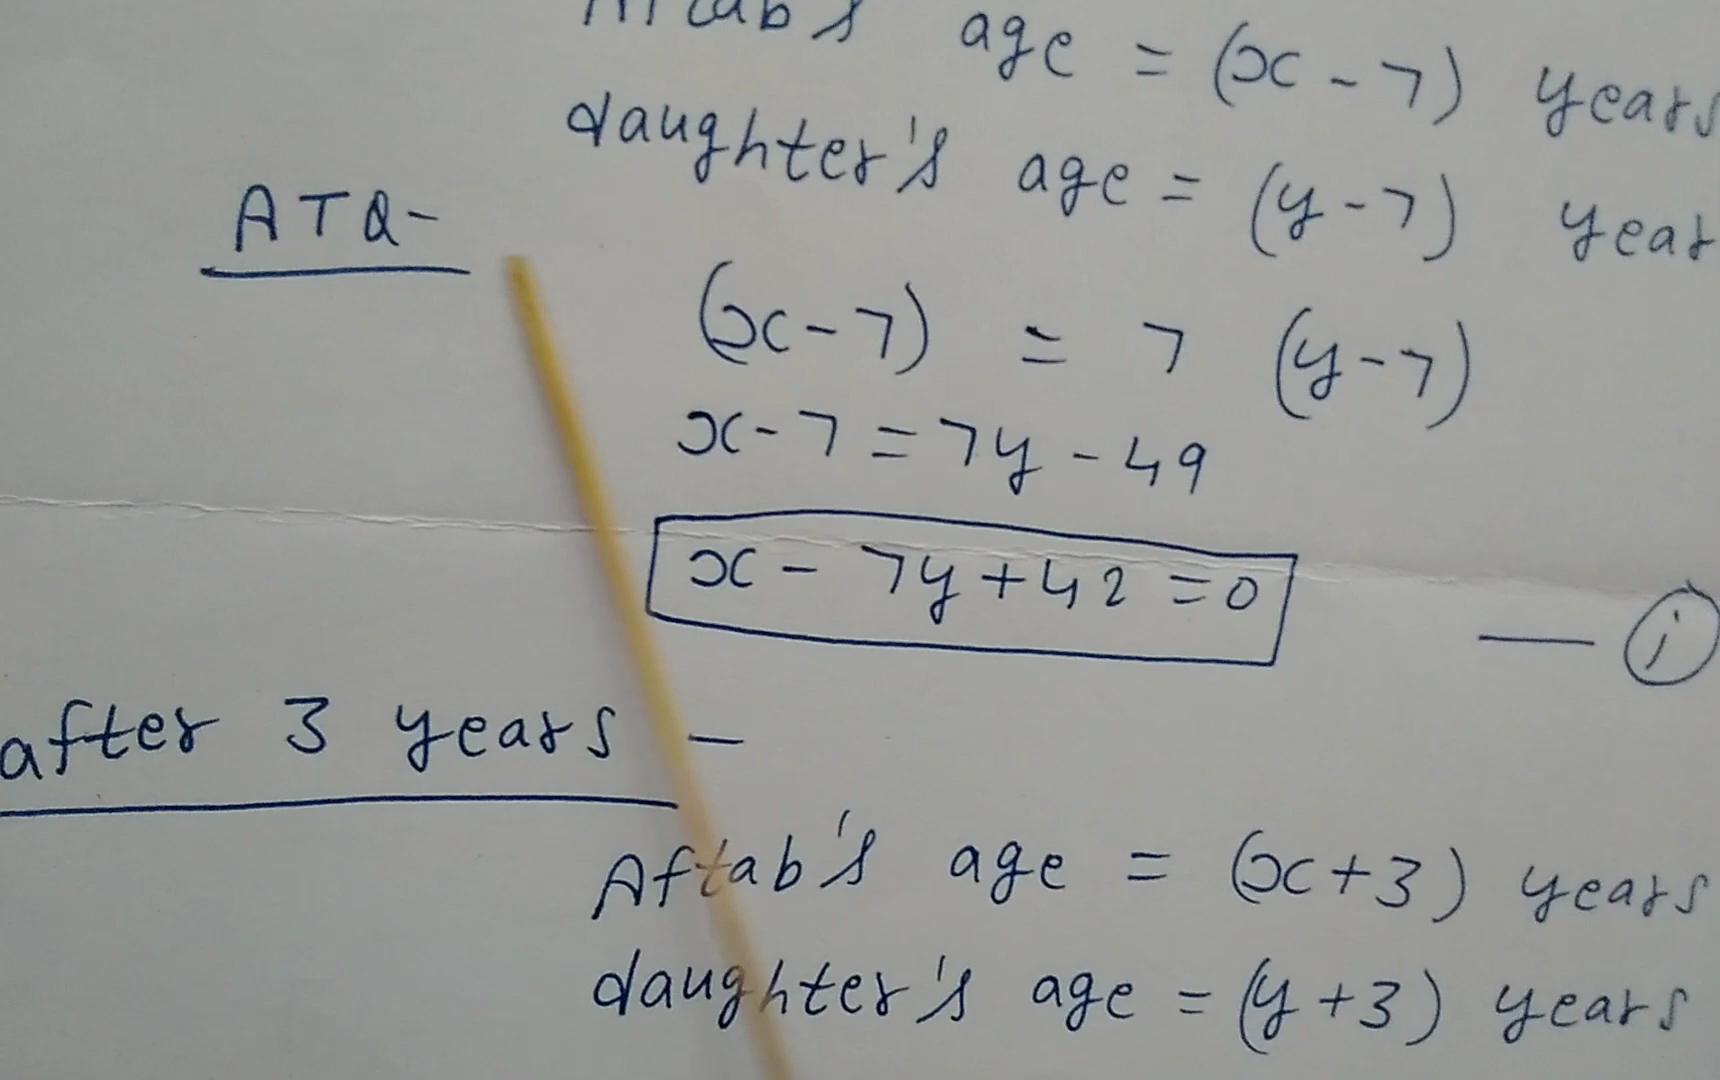 Aftab's age = (x - 7) years
daughter's age = (y - 7) year
ATQ-
(x - 7) = 7 (y - 7)
x - 7 = 7y - 49
x - 7y + 42 = 0 — (i)
after 3 years -
Aftab's age = (x + 3) years
daughter's age = (y + 3) years